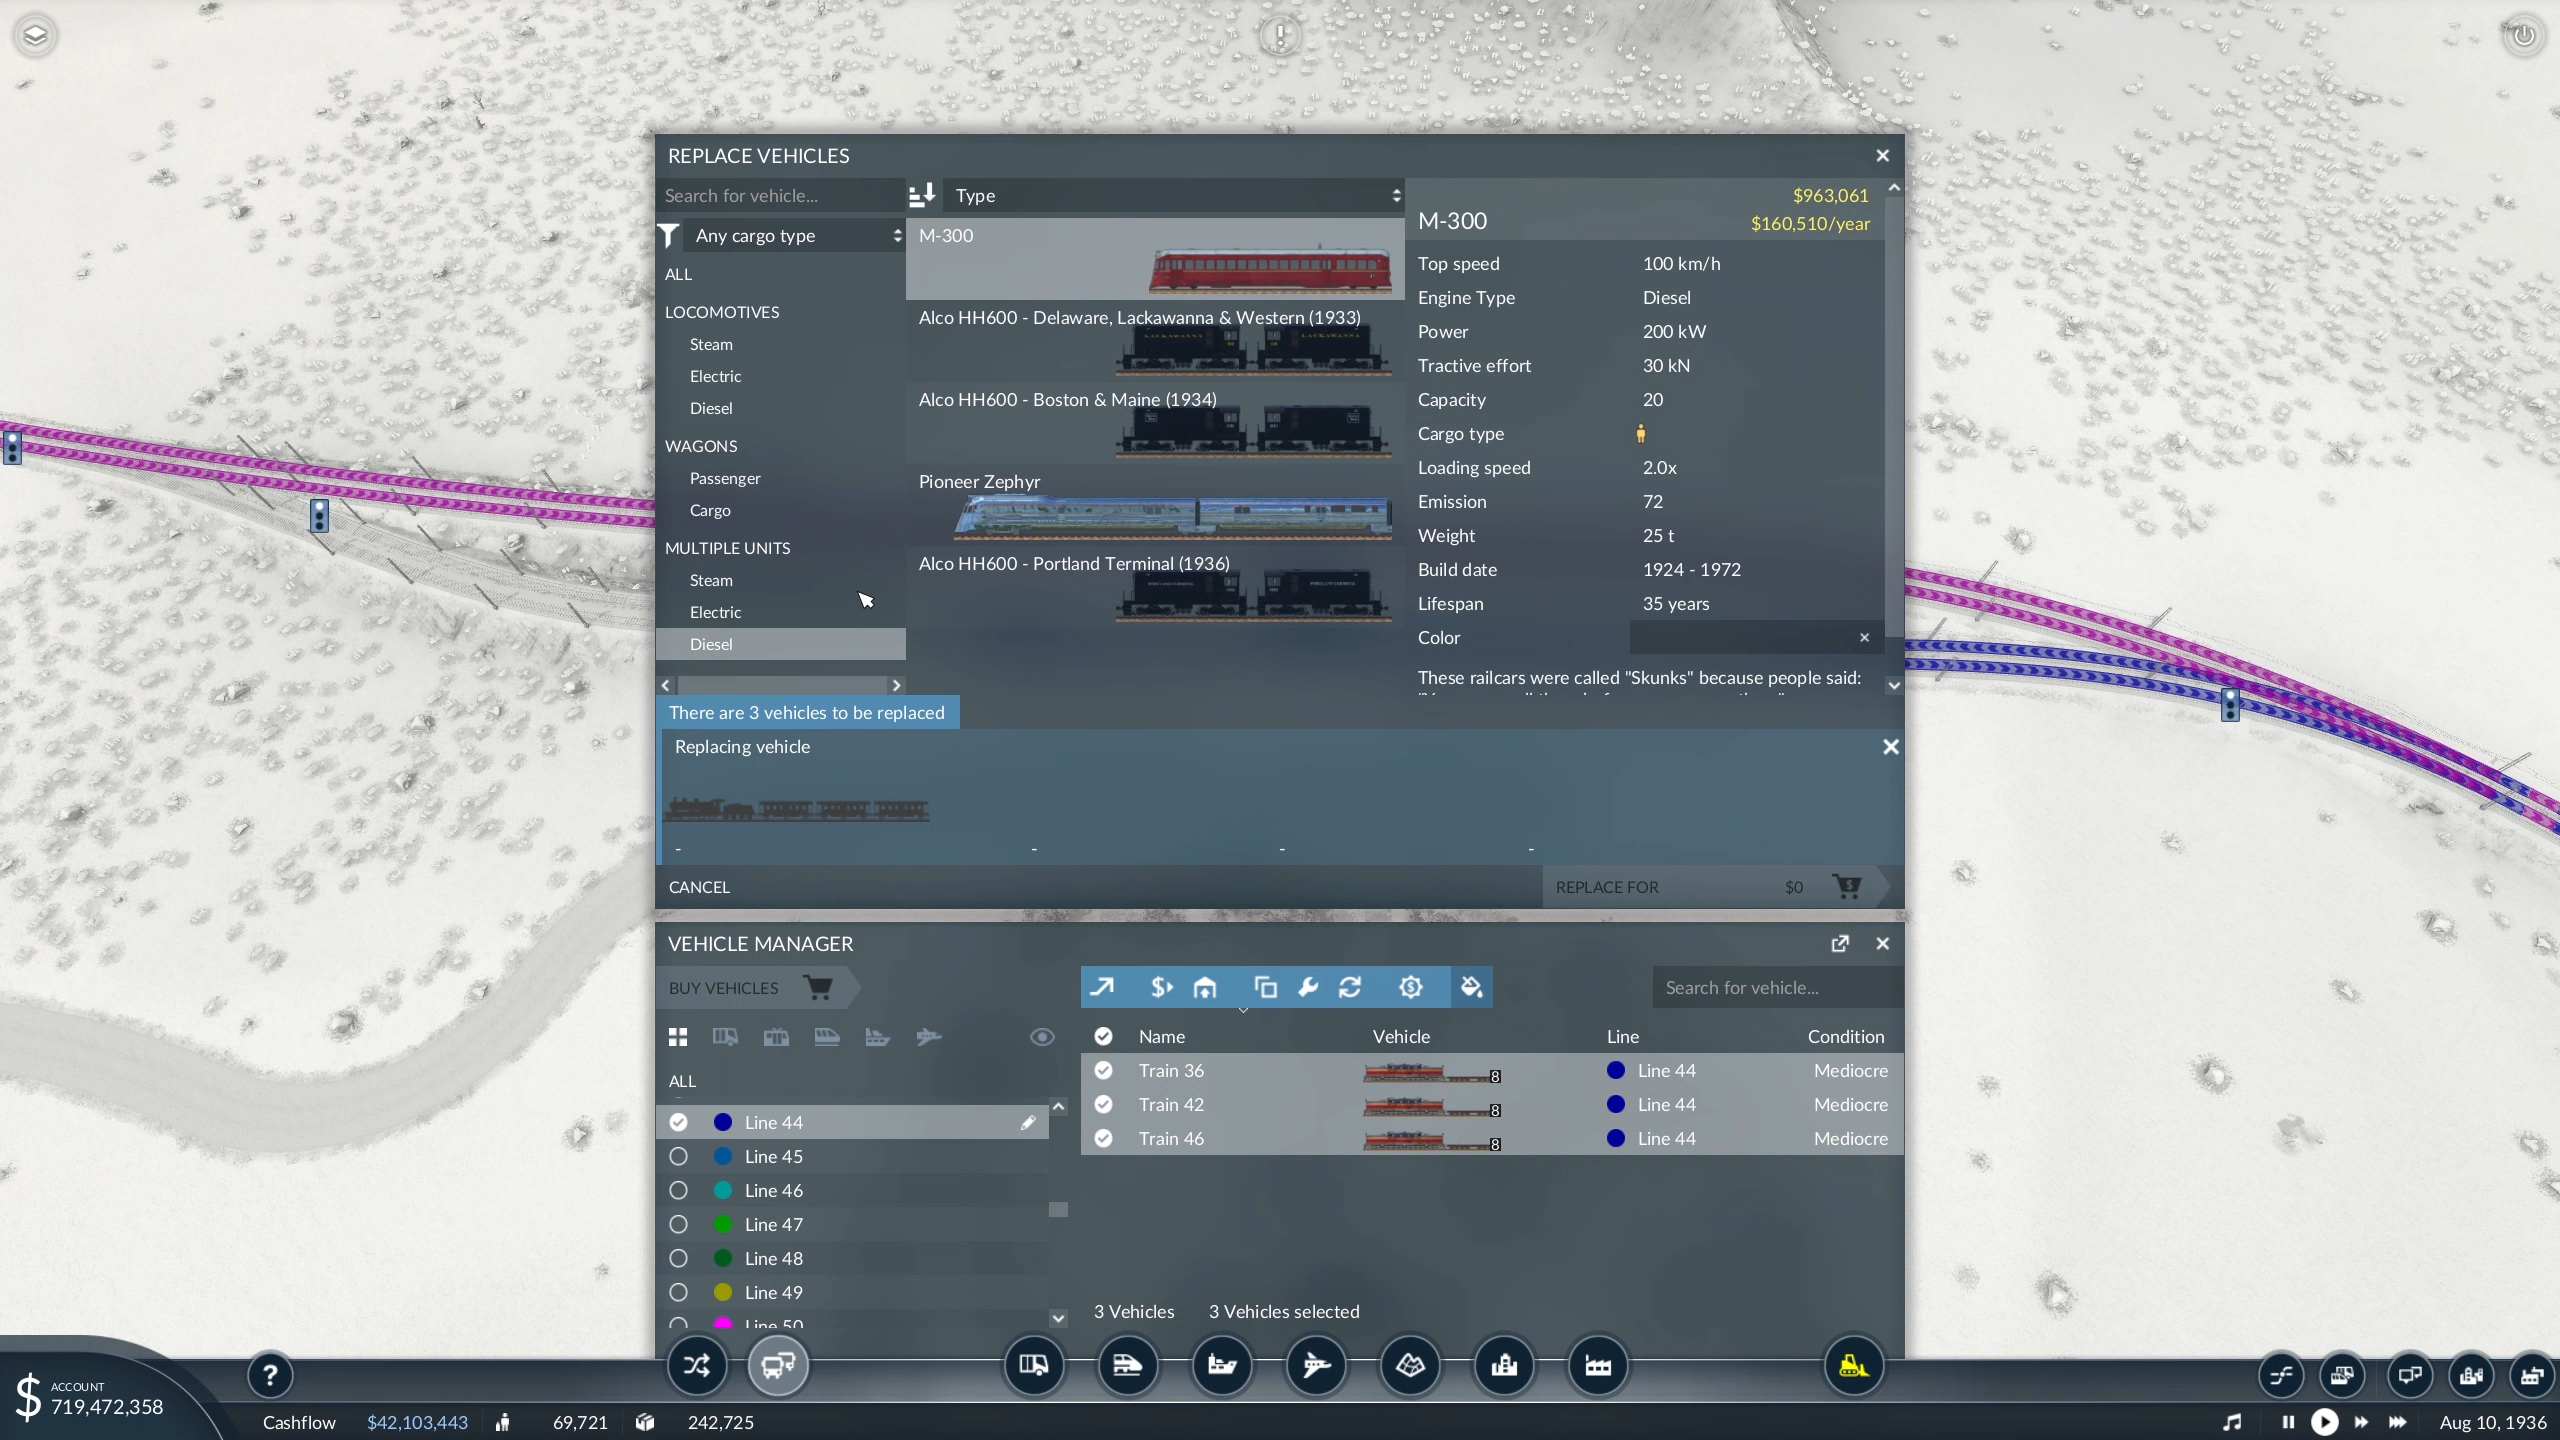 REPLACE VEHICLES
Search for vehicle...
Type
Any cargo type
ALL
LOCOMOTIVES
Steam
Electric
Diesel
WAGONS
Passenger
Cargo
MULTIPLE UNITS
Steam
Electric
Diesel
M-300
Alco HH600 - Delaware, Lackawanna & Western (1933)
LACKAWANNA LACKAWANNA
Alco HH600 - Boston & Maine (1934)
Pioneer Zephyr
Alco HH600 - Portland Terminal (1936)
$963,061
M-300 $160,510/year
Top speed 100 km/h
Engine Type Diesel
Power 200 kW
Tractive effort 30 kN
Capacity 20
Cargo type
Loading speed 2.0x
Emission 72
Weight 25 t
Build date 1924 - 1972
Lifespan 35 years
Color
These railcars were called "Skunks" because people said:
There are 3 vehicles to be replaced
Replacing vehicle
- - - -
CANCEL
REPLACE FOR $0
VEHICLE MANAGER
BUY VEHICLES
Search for vehicle...
ALL
Line 44
Line 45
Line 46
Line 47
Line 48
Line 49
Line 50
Name Vehicle Line Condition
Train 36 8 Line 44 Mediocre
Train 42 8 Line 44 Mediocre
Train 46 8 Line 44 Mediocre
3 Vehicles 3 Vehicles selected
?
$ ACCOUNT
719,472,358
Cashflow $42,103,443 69,721 242,725
Aug 10, 1936